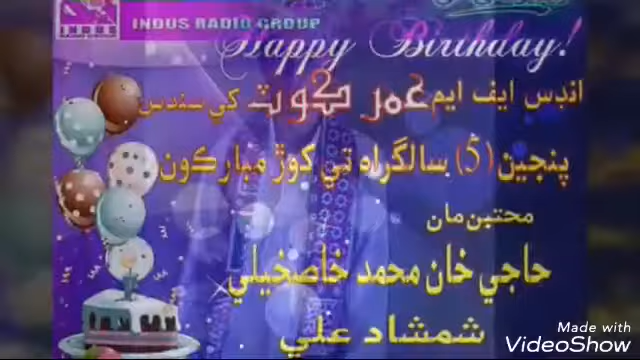 INDUS RADIO GROUP
Happy Birthday!
انڊس ايف ايم عمر ڪوٽ کي سندس
پنجين (5) سالگراه تي ڪوڙ مبارڪون
محتبن مان
حاجي خان محمد خاصخيلي
شمشاد علي
Made with
VideoShow